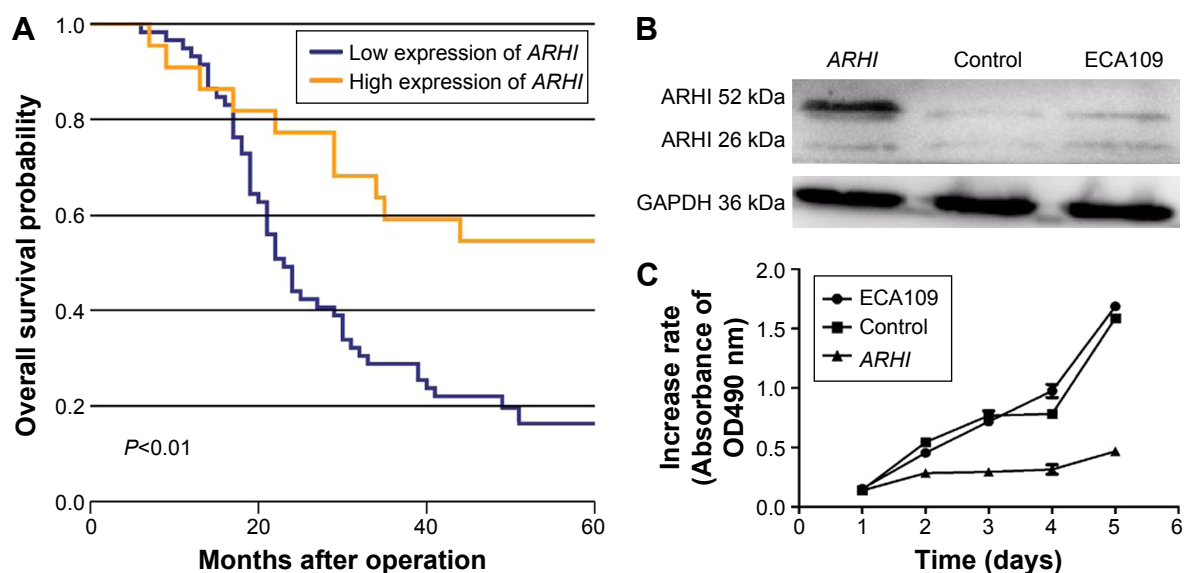 A
Overall survival probability
1.0
0.8
0.6
0.4
0.2
0.0
Low expression of ARHI
High expression of ARHI
P<0.01
0 20 40 60
Months after operation
B
ARHI Control ECA109
ARHI 52 kDa
ARHI 26 kDa
GAPDH 36 kDa
C
Increase rate
(Absorbance of
OD490 nm)
2.0
1.5
1.0
0.5
0.0
ECA109
Control
ARHI
0 1 2 3 4 5 6
Time (days)